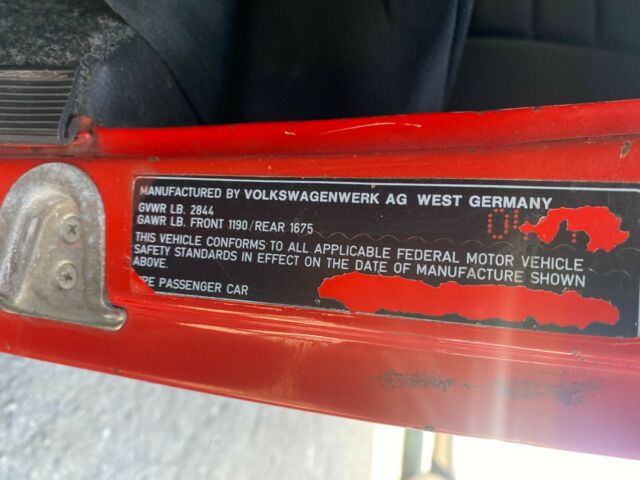 MANUFACTURED BY VOLKSWAGENWERK AG WEST GERMANY
GVWR LB. 2844
GAWR LB. FRONT 1190/REAR 1675
THIS VEHICLE CONFORMS TO ALL APPLICABLE FEDERAL MOTOR VEHICLE
SAFETY STANDARDS IN EFFECT ON THE DATE OF MANUFACTURE SHOWN
ABOVE.
PASSENGER CAR